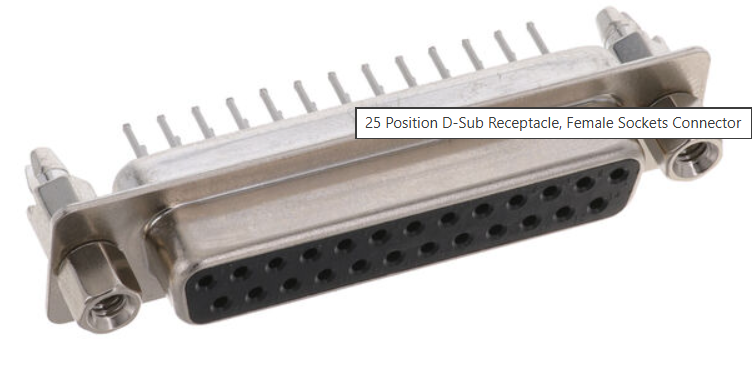 25 Position D-Sub Receptacle, Female Sockets Connector